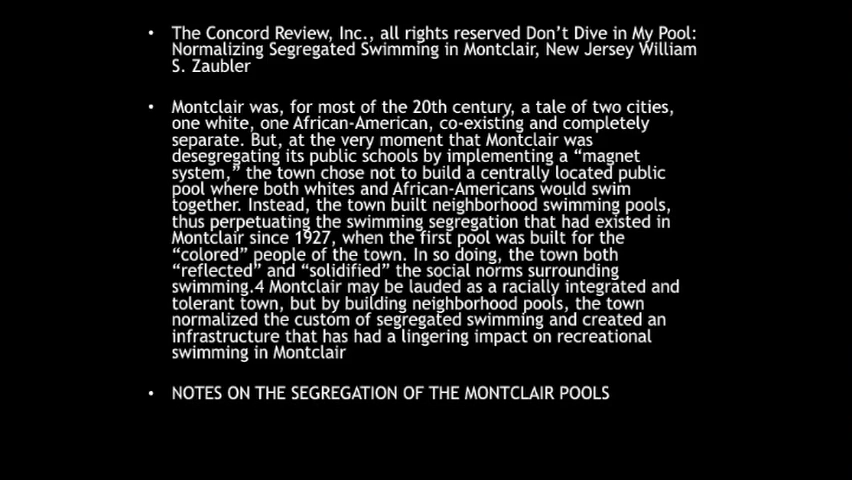 • The Concord Review, Inc., all rights reserved Don’t Dive in My Pool:
Normalizing Segregated Swimming in Montclair, New Jersey William
S. Zaubler
• Montclair was, for most of the 20th century, a tale of two cities,
one white, one African-American, co-existing and completely
separate. But, at the very moment that Montclair was
desegregating its public schools by implementing a “magnet
system,” the town chose not to build a centrally located public
pool where both whites and African-Americans would swim
together. Instead, the town built neighborhood swimming pools,
thus perpetuating the swimming segregation that had existed in
Montclair since 1927, when the first pool was built for the
“colored” people of the town. In so doing, the town both
“reflected” and “solidified” the social norms surrounding
swimming.4 Montclair may be lauded as a racially integrated and
tolerant town, but by building neighborhood pools, the town
normalized the custom of segregated swimming and created an
infrastructure that has had a lingering impact on recreational
swimming in Montclair
• NOTES ON THE SEGREGATION OF THE MONTCLAIR POOLS